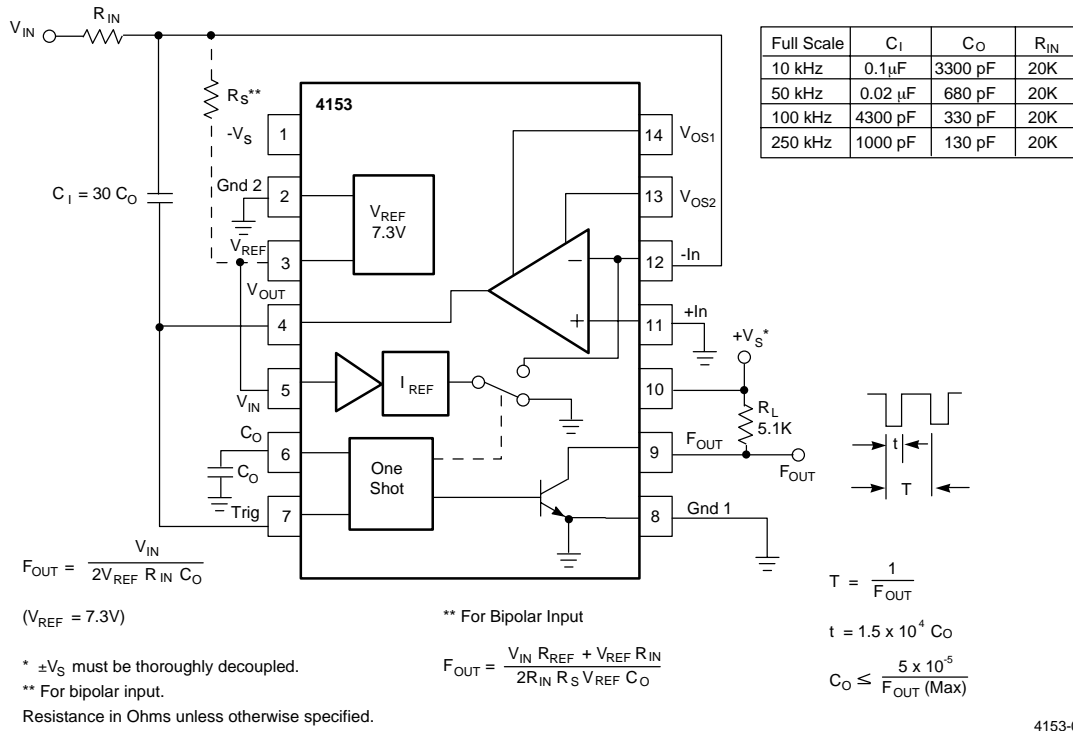 V_IN
R_IN
R_S**
C_I = 30 C_O
4153
-V_S
1
Gnd 2
2
V_REF
3
V_OUT
4
5
V_IN
C_O
6
C_O
7
Trig
V_REF
7.3V
I_REF
One
Shot
−
+
14
V_OS1
13
V_OS2
12
-In
11
+In
+V_S*
10
R_L
5.1K
9
F_OUT
F_OUT
8
Gnd 1
Full Scale C_I C_O R_IN
10 kHz 0.1µF 3300 pF 20K
50 kHz 0.02 µF 680 pF 20K
100 kHz 4300 pF 330 pF 20K
250 kHz 1000 pF 130 pF 20K
t
T
F_OUT = V_IN / 2V_REF R_IN C_O
(V_REF = 7.3V)
* ±V_S must be thoroughly decoupled.
** For bipolar input.
Resistance in Ohms unless otherwise specified.
** For Bipolar Input
F_OUT = V_IN R_REF + V_REF R_IN / 2R_IN R_S V_REF C_O
T = 1 / F_OUT
t = 1.5 x 10^4 C_O
C_O ≤ 5 x 10^-5 / F_OUT (Max)